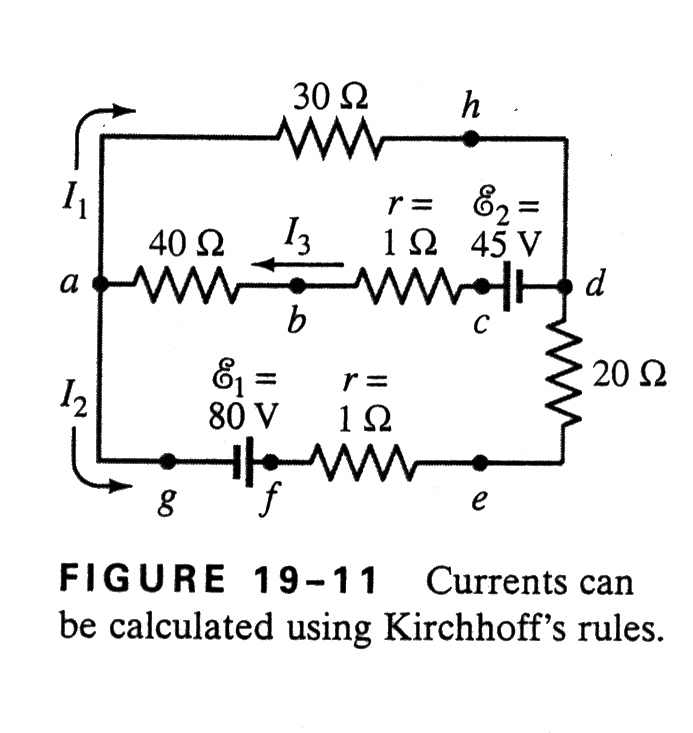 30 Ω
h
I1
r = ℰ2 =
40 Ω I3 1 Ω 45 V
a
d
b
c
ℰ1 = r =
20 Ω
I2
80 V 1 Ω
g
f
e
FIGURE 19–11 Currents can
be calculated using Kirchhoff’s rules.